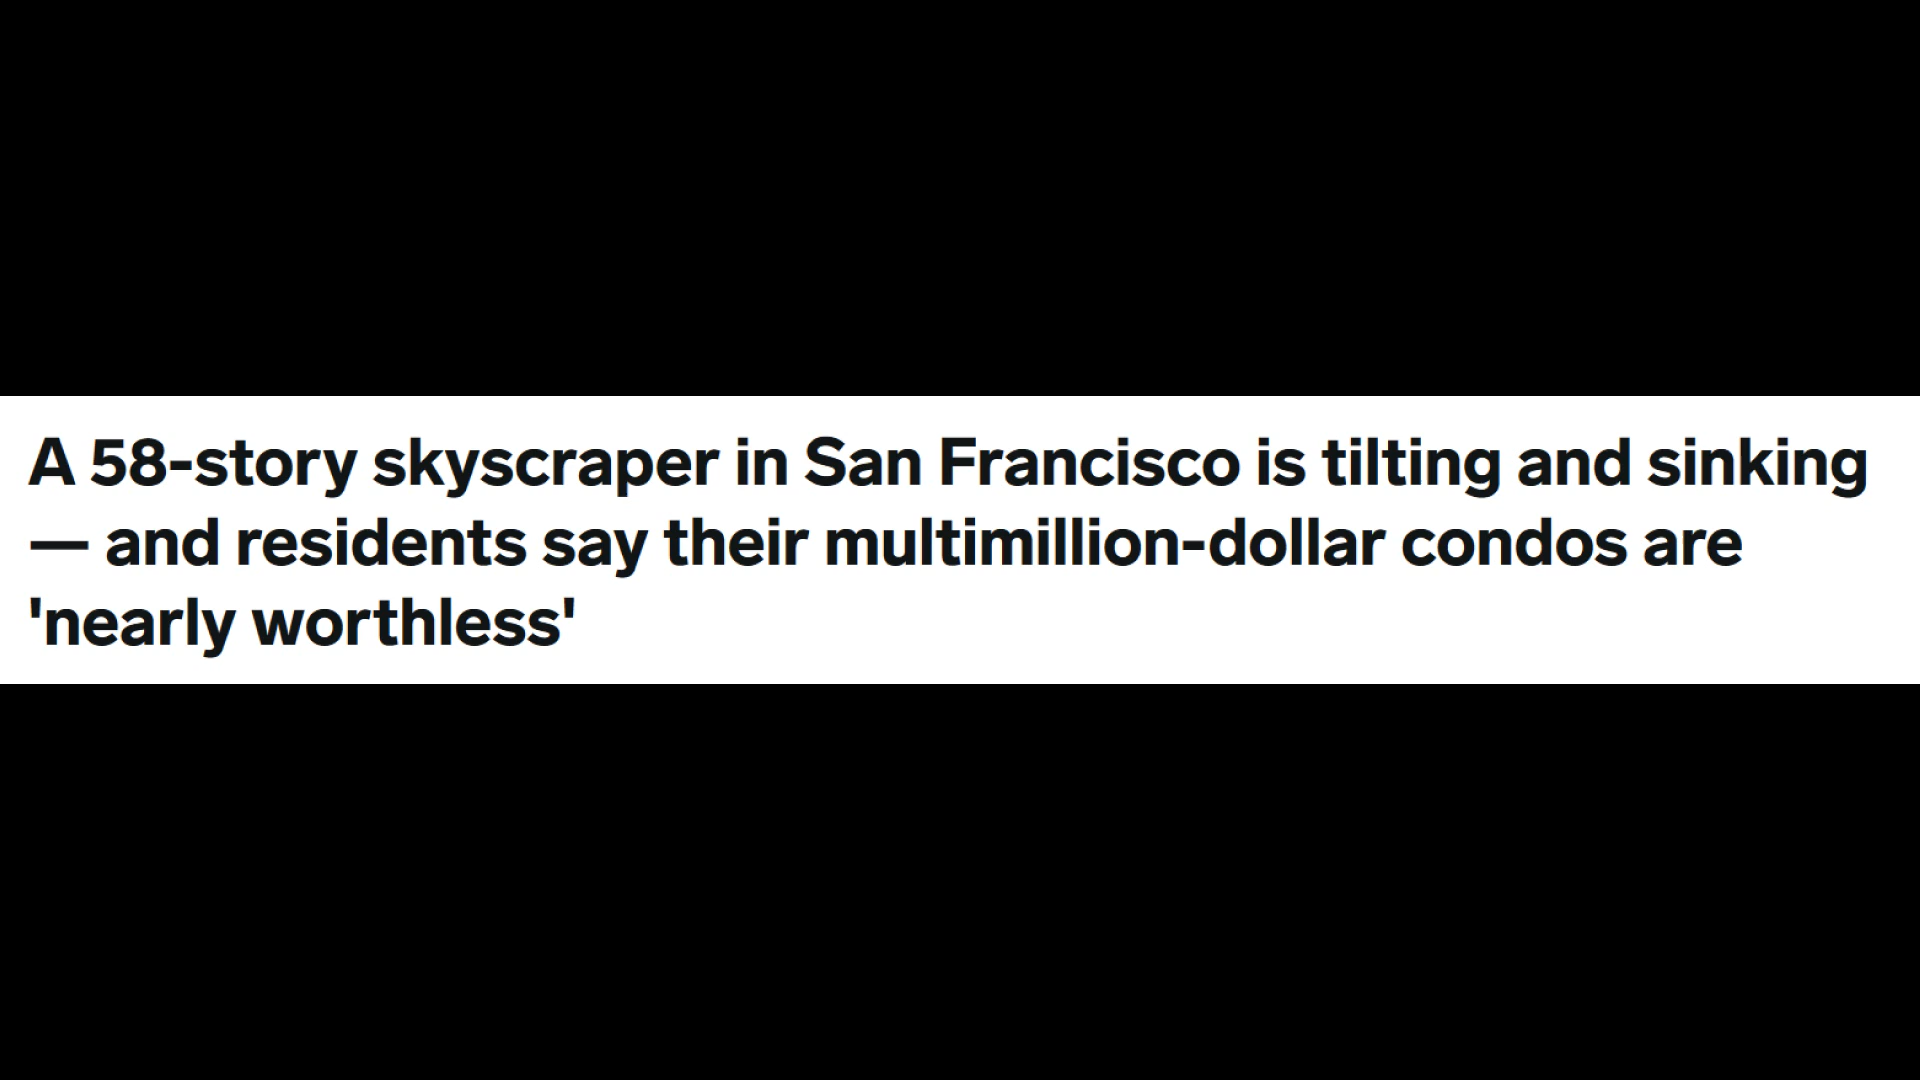 A 58-story skyscraper in San Francisco is tilting and sinking
— and residents say their multimillion-dollar condos are
'nearly worthless'